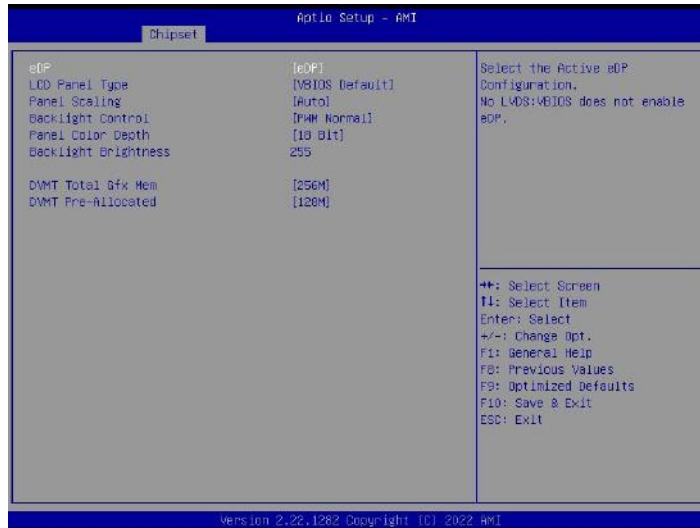 Aptio Setup - AMI
Chipset
eDP [eDP]
LCD Panel Type [VBIOS Default]
Panel Scaling [Auto]
Backlight Control [PWM Normal]
Panel Color Depth [18 Bit]
Backlight Brightness 255
DVMT Total Gfx Mem [256M]
DVMT Pre-Allocated [128M]
Select the Active eDP
Configuration.
No LVDS:VBIOS does not enable
eDP.
→←: Select Screen
↑↓: Select Item
Enter: Select
+/-: Change Opt.
F1: General Help
F8: Previous Values
F9: Optimized Defaults
F10: Save & Exit
ESC: Exit
Version 2.22.1282 Copyright (C) 2022 AMI